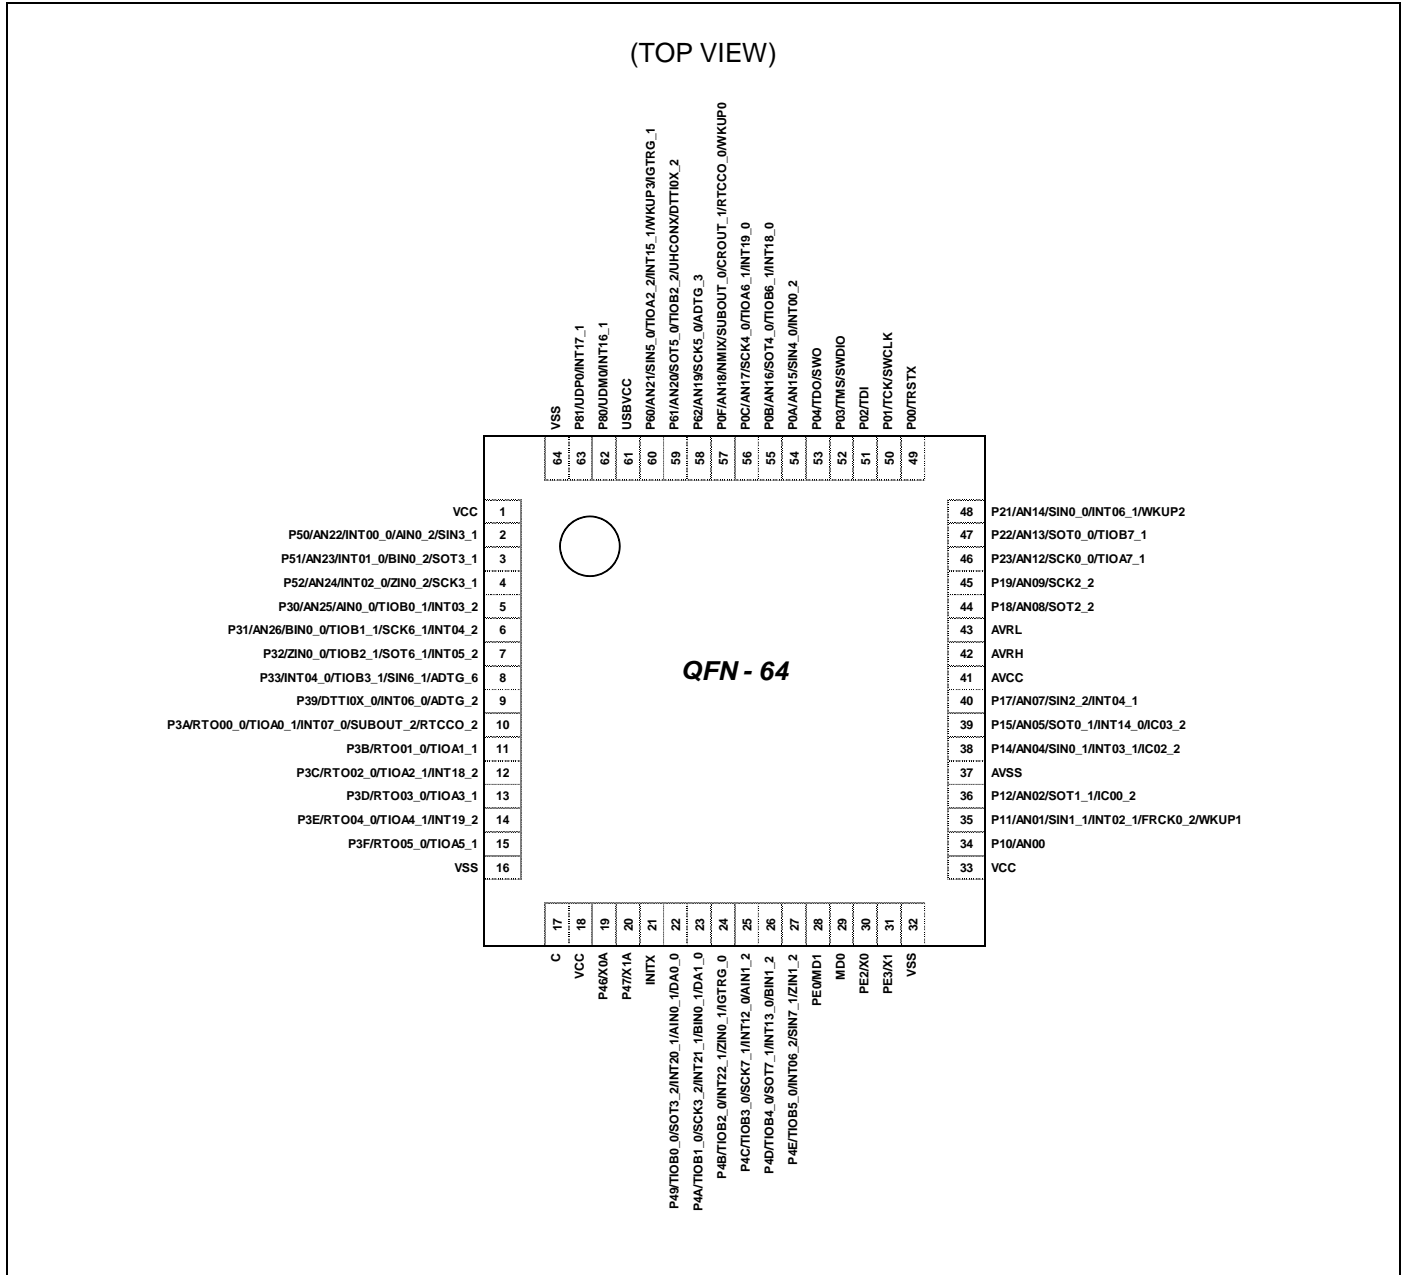 (TOP VIEW)
VSS
P81/UDP0/INT17_1
P80/UDM0/INT16_1
USBVCC
P60/AN21/SIN5_0/TIOA2_2/INT15_1/WKUP3/IGTRG_1
P61/AN20/SOT5_0/TIOB2_2/UHCONX/DTTI0X_2
P62/AN19/SCK5_0/ADTG_3
P0F/AN18/NMIX/SUBOUT_0/CROUT_1/RTCCO_0/WKUP0
P0C/AN17/SCK4_0/TIOA6_1/INT19_0
P0B/AN16/SOT4_0/TIOB6_1/INT18_0
P0A/AN15/SIN4_0/INT00_2
P04/TDO/SWO
P03/TMS/SWDIO
P02/TDI
P01/TCK/SWCLK
P00/TRSTX
64 63 62 61 60 59 58 57 56 55 54 53 52 51 50 49
VCC 1
P50/AN22/INT00_0/AIN0_2/SIN3_1 2
P51/AN23/INT01_0/BIN0_2/SOT3_1 3
P52/AN24/INT02_0/ZIN0_2/SCK3_1 4
P30/AN25/AIN0_0/TIOB0_1/INT03_2 5
P31/AN26/BIN0_0/TIOB1_1/SCK6_1/INT04_2 6
P32/ZIN0_0/TIOB2_1/SOT6_1/INT05_2 7
P33/INT04_0/TIOB3_1/SIN6_1/ADTG_6 8
P39/DTTI0X_0/INT06_0/ADTG_2 9
P3A/RTO00_0/TIOA0_1/INT07_0/SUBOUT_2/RTCCO_2 10
P3B/RTO01_0/TIOA1_1 11
P3C/RTO02_0/TIOA2_1/INT18_2 12
P3D/RTO03_0/TIOA3_1 13
P3E/RTO04_0/TIOA4_1/INT19_2 14
P3F/RTO05_0/TIOA5_1 15
VSS 16
QFN - 64
48 P21/AN14/SIN0_0/INT06_1/WKUP2
47 P22/AN13/SOT0_0/TIOB7_1
46 P23/AN12/SCK0_0/TIOA7_1
45 P19/AN09/SCK2_2
44 P18/AN08/SOT2_2
43 AVRL
42 AVRH
41 AVCC
40 P17/AN07/SIN2_2/INT04_1
39 P15/AN05/SOT0_1/INT14_0/IC03_2
38 P14/AN04/SIN0_1/INT03_1/IC02_2
37 AVSS
36 P12/AN02/SOT1_1/IC00_2
35 P11/AN01/SIN1_1/INT02_1/FRCK0_2/WKUP1
34 P10/AN00
33 VCC
17 18 19 20 21 22 23 24 25 26 27 28 29 30 31 32
C
VCC
P46/X0A
P47/X1A
INITX
P49/TIOB0_0/SOT3_2/INT20_1/AIN0_1/DA0_0
P4A/TIOB1_0/SCK3_2/INT21_1/BIN0_1/DA1_0
P4B/TIOB2_0/INT22_1/ZIN0_1/IGTRG_0
P4C/TIOB3_0/SCK7_1/INT12_0/AIN1_2
P4D/TIOB4_0/SOT7_1/INT13_0/BIN1_2
P4E/TIOB5_0/INT06_2/SIN7_1/ZIN1_2
PE0/MD1
MD0
PE2/X0
PE3/X1
VSS